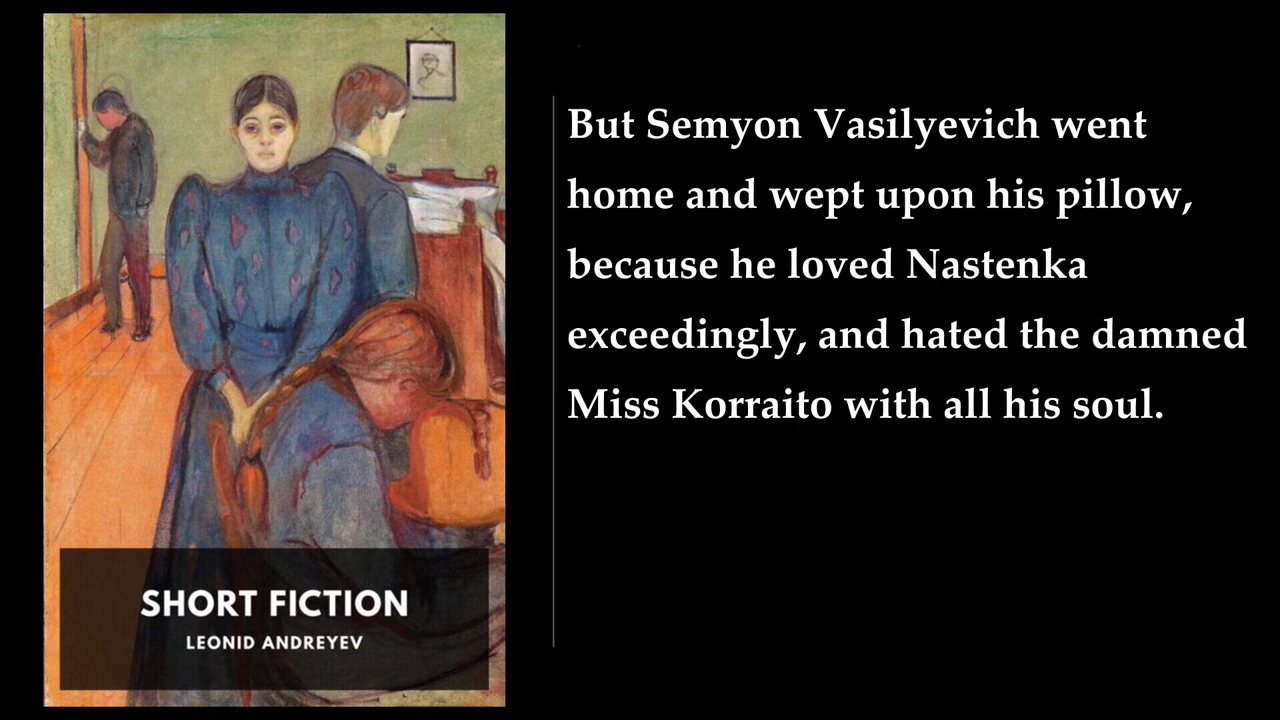 But Semyon Vasilyevich went
home and wept upon his pillow,
because he loved Nastenka
exceedingly, and hated the damned
Miss Korraito with all his soul.
SHORT FICTION
LEONID ANDREYEV